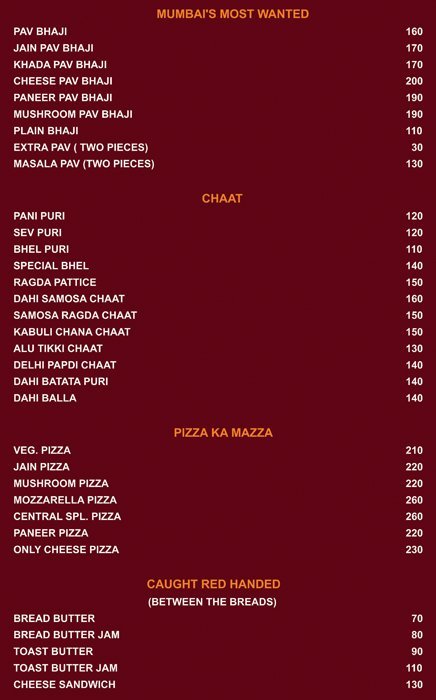 MUMBAI'S MOST WANTED
PAV BHAJI 160
JAIN PAV BHAJI 170
KHADA PAV BHAJI 170
CHEESE PAV BHAJI 200
PANEER PAV BHAJI 190
MUSHROOM PAV BHAJI 190
PLAIN BHAJI 110
EXTRA PAV ( TWO PIECES) 30
MASALA PAV (TWO PIECES) 130
CHAAT
PANI PURI 120
SEV PURI 120
BHEL PURI 110
SPECIAL BHEL 140
RAGDA PATTICE 150
DAHI SAMOSA CHAAT 160
SAMOSA RAGDA CHAAT 150
KABULI CHANA CHAAT 150
ALU TIKKI CHAAT 130
DELHI PAPDI CHAAT 140
DAHI BATATA PURI 140
DAHI BALLA 140
PIZZA KA MAZZA
VEG. PIZZA 210
JAIN PIZZA 220
MUSHROOM PIZZA 220
MOZZARELLA PIZZA 260
CENTRAL SPL. PIZZA 260
PANEER PIZZA 220
ONLY CHEESE PIZZA 230
CAUGHT RED HANDED
(BETWEEN THE BREADS)
BREAD BUTTER 70
BREAD BUTTER JAM 80
TOAST BUTTER 90
TOAST BUTTER JAM 110
CHEESE SANDWICH 130